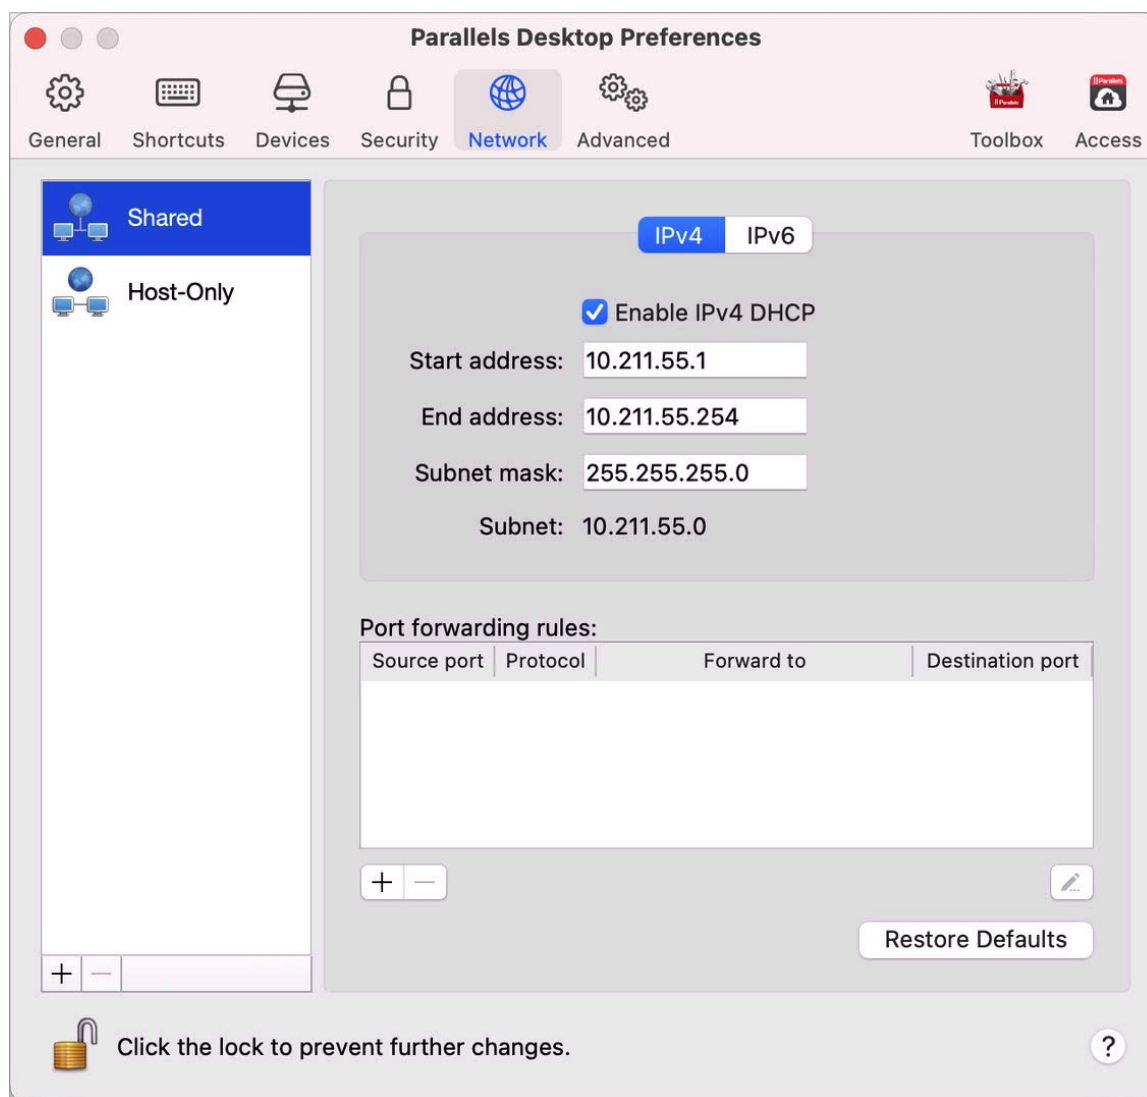 Parallels Desktop Preferences
General Shortcuts Devices Security Network Advanced Toolbox Access
Shared
Host-Only
IPv4 IPv6
Enable IPv4 DHCP
Start address: 10.211.55.1
End address: 10.211.55.254
Subnet mask: 255.255.255.0
Subnet: 10.211.55.0
Port forwarding rules:
Source port Protocol Forward to Destination port
Restore Defaults
Click the lock to prevent further changes. ?